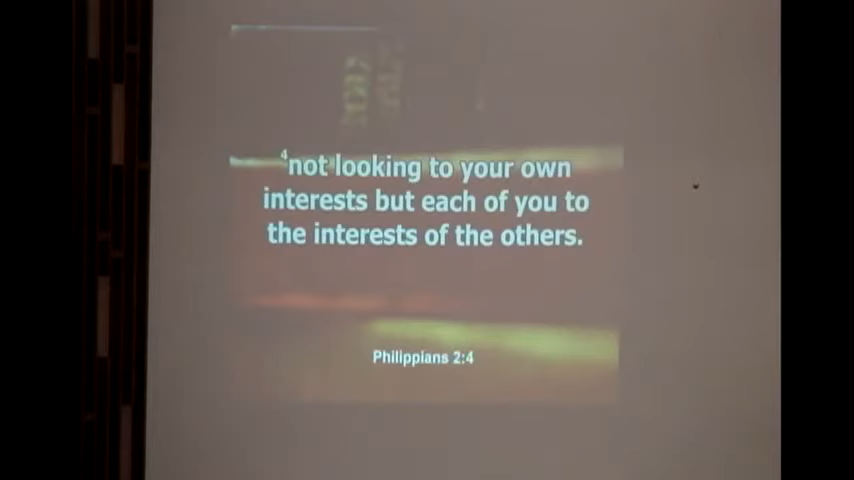 ⁴not looking to your own
interests but each of you to
the interests of the others.
Philippians 2:4